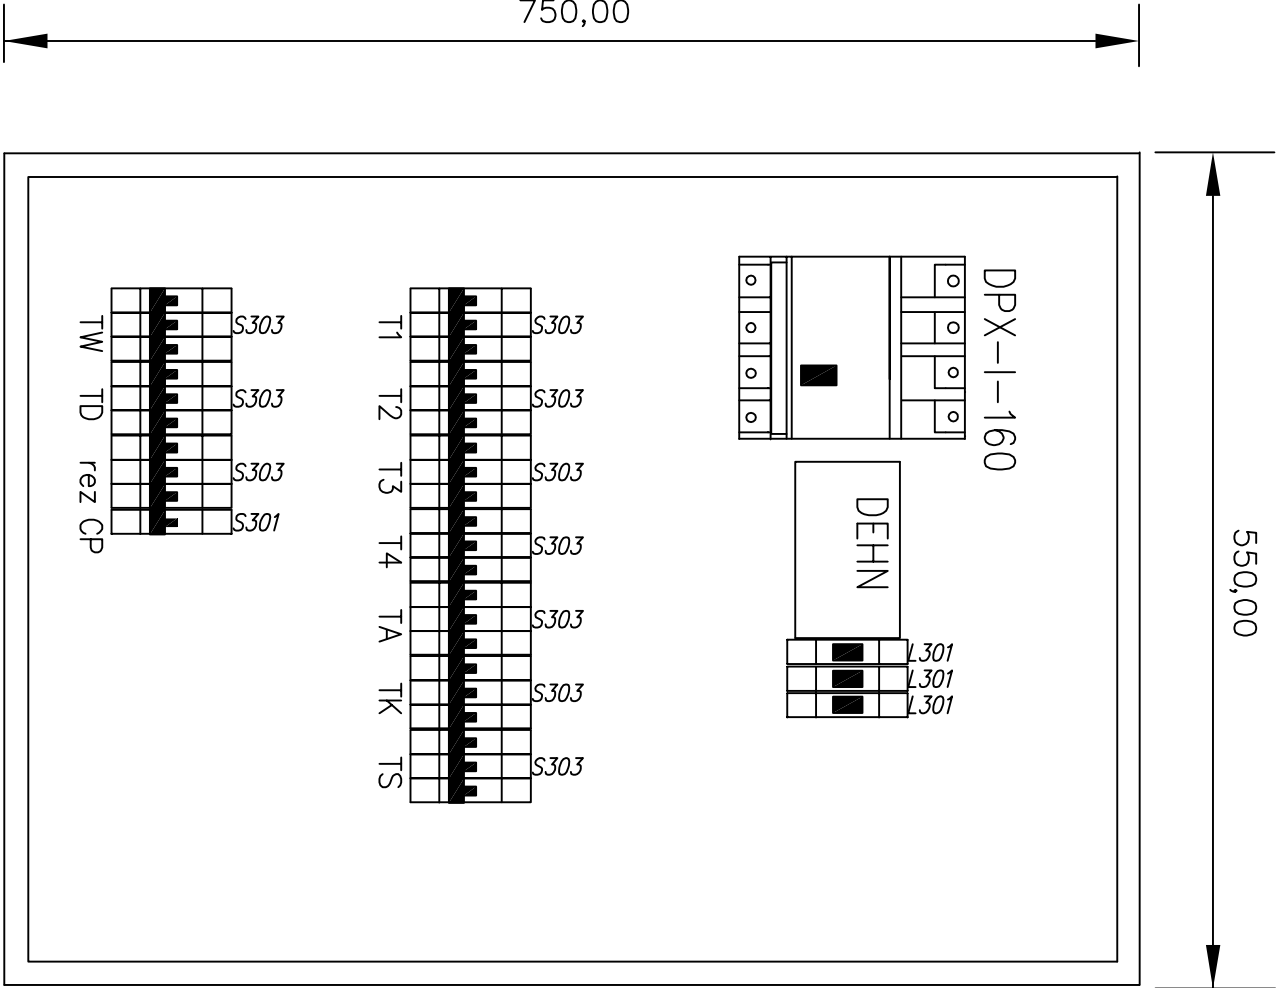 750,00
550,00
DPX-I-160
DEHN
L301
L301
L301
T1
S303
T2
S303
T3
S303
T4
S303
TA
S303
TK
S303
TS
S303
TW
S303
TD
S303
rez
S303
CP
S301